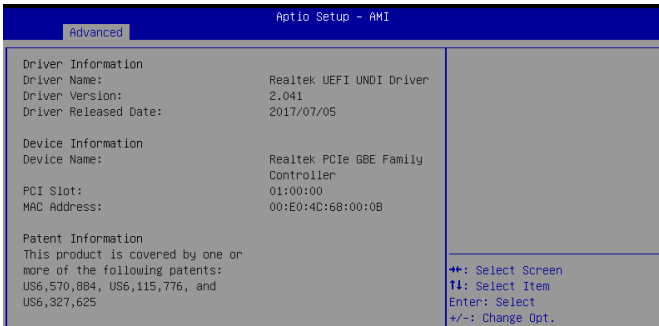 Aptio Setup - AMI
Advanced
Driver Information
Driver Name: Realtek UEFI UNDI Driver
Driver Version: 2.041
Driver Released Date: 2017/07/05
Device Information
Device Name: Realtek PCIe GBE Family
Controller
PCI Slot: 01:00:00
MAC Address: 00:E0:4C:68:00:0B
Patent Information
This product is covered by one or
more of the following patents:
US6,570,884, US6,115,776, and
US6,327,625
→←: Select Screen
↑↓: Select Item
Enter: Select
+/-: Change Opt.